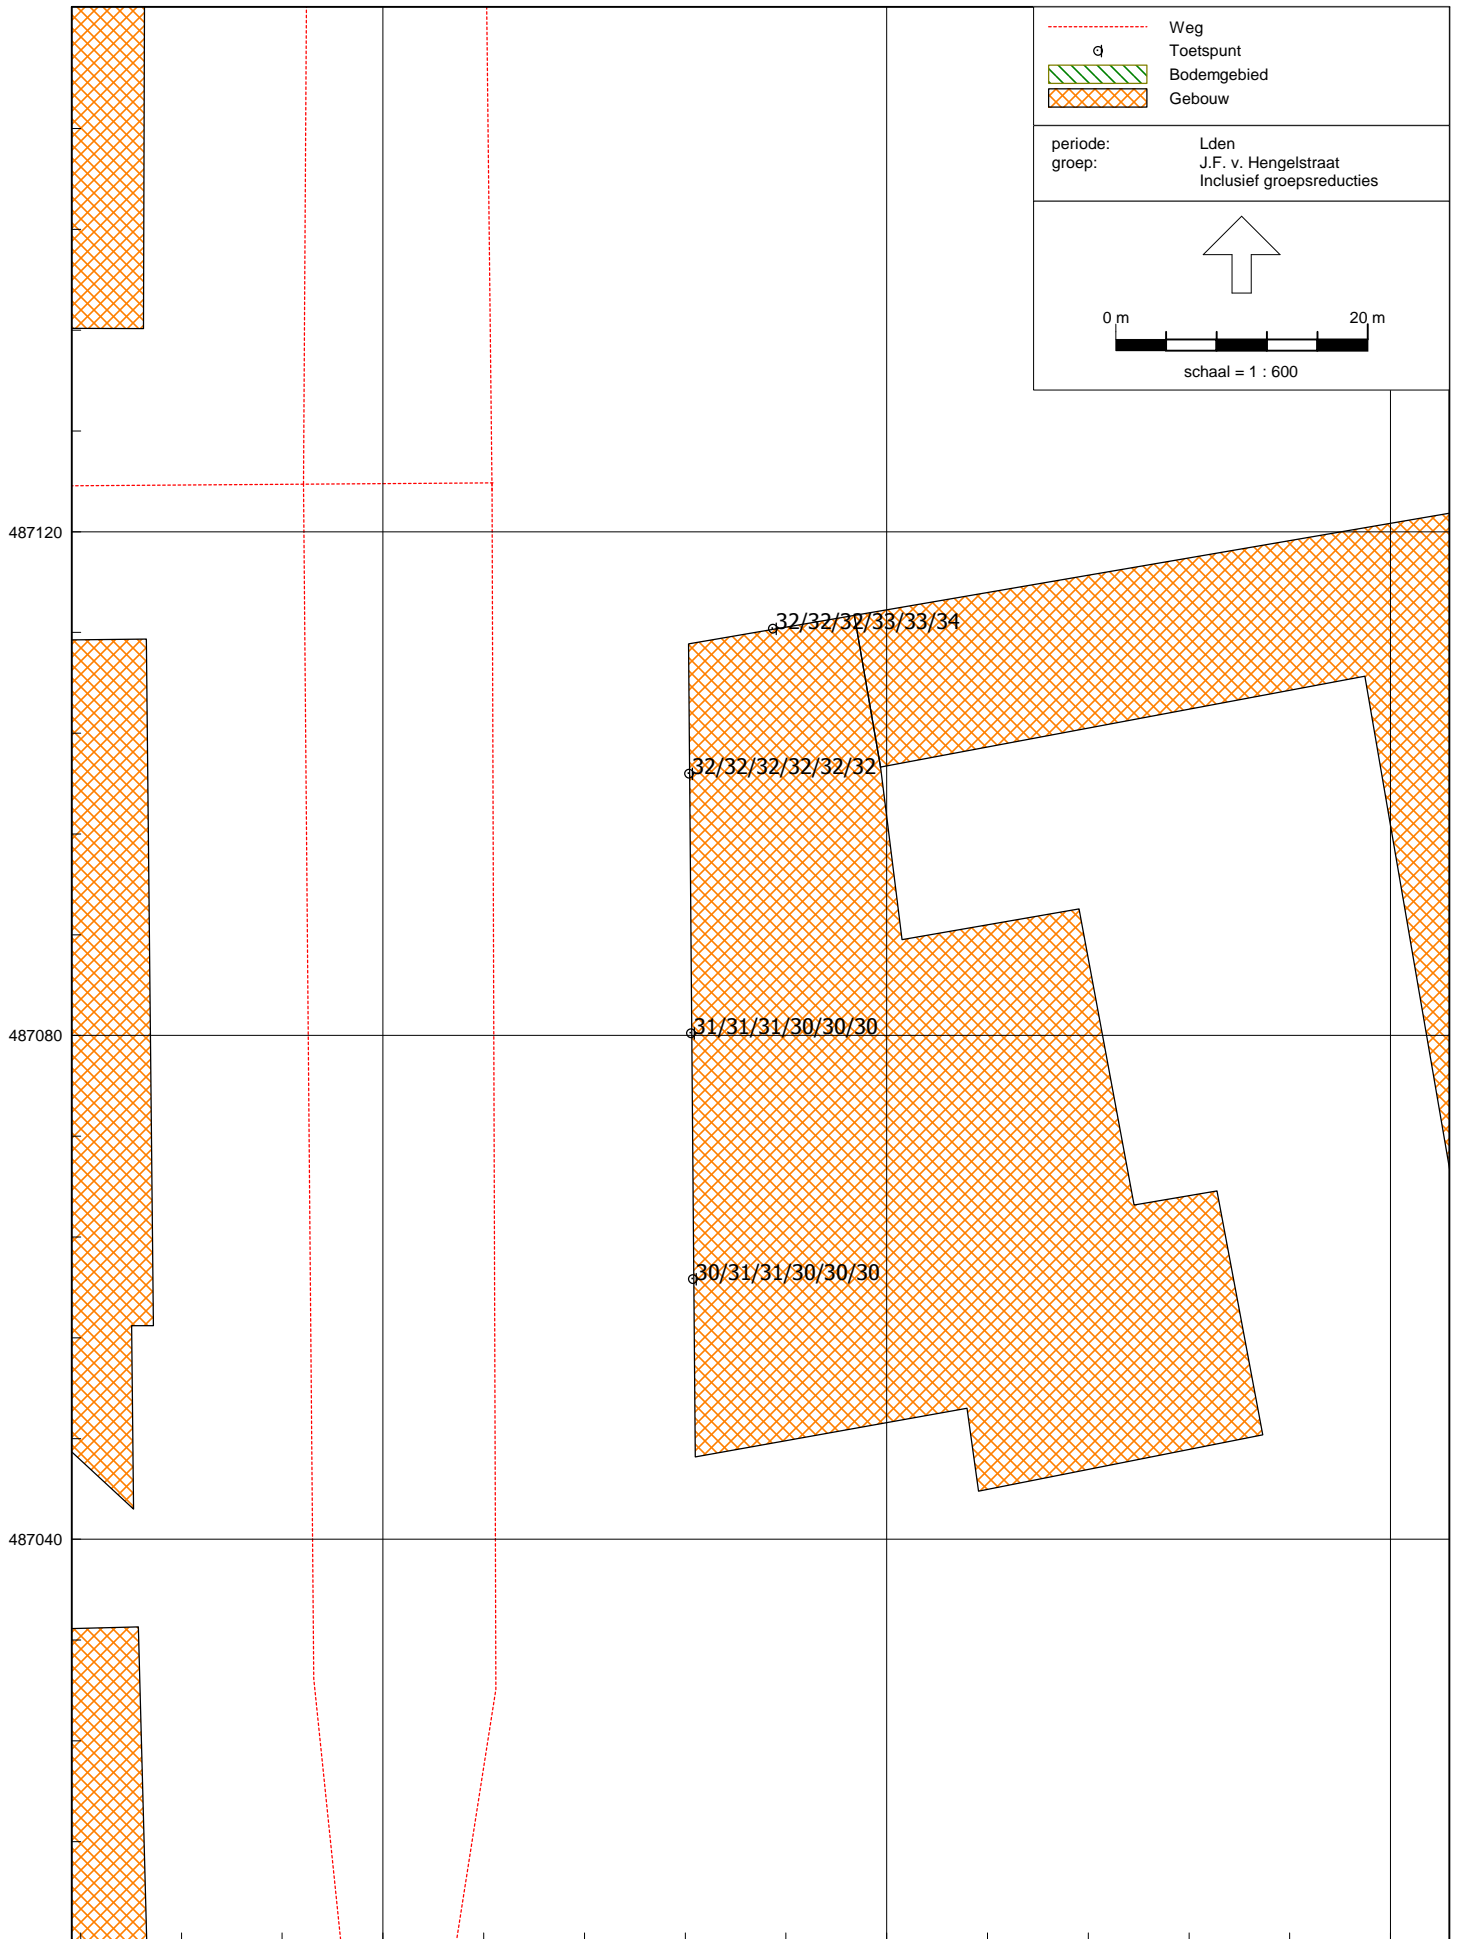 Weg
Toetspunt
Bodemgebied
Gebouw
periode: Lden
groep: J.F. v. Hengelstraat
Inclusief groepsreducties
0 m 20 m
schaal = 1 : 600
487120
32/32/32/33/33/34
32/32/32/32/32/32
487080
31/31/31/30/30/30
30/31/31/30/30/30
487040